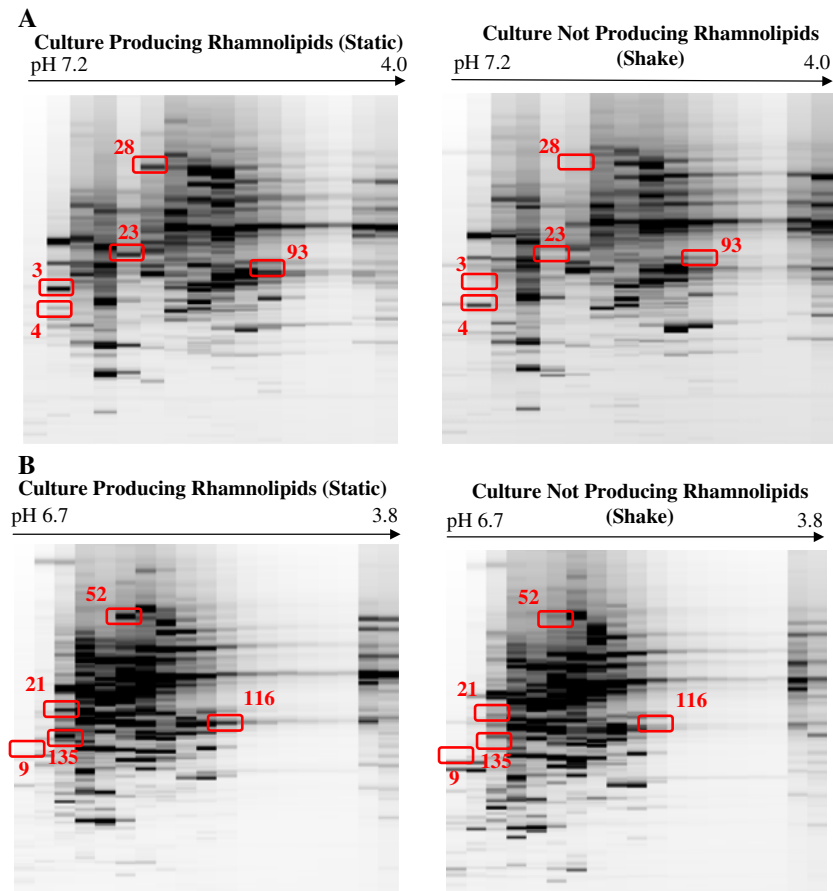 A
Culture Producing Rhamnolipids (Static)
pH 7.2 4.0
28
23
93
3
4
Culture Not Producing Rhamnolipids
(Shake)
pH 7.2 4.0
28
23
93
3
4
B
Culture Producing Rhamnolipids (Static)
pH 6.7 3.8
52
21
116
135
9
Culture Not Producing Rhamnolipids
(Shake)
pH 6.7 3.8
52
21
116
135
9